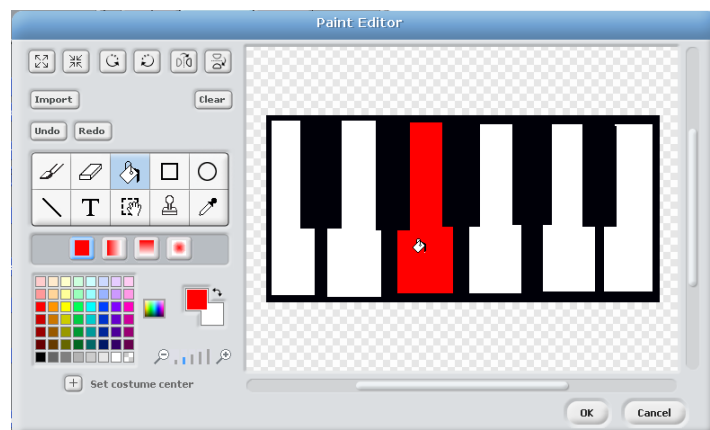 Paint Editor
Import
Clear
Undo
Redo
T
Set costume center
OK
Cancel